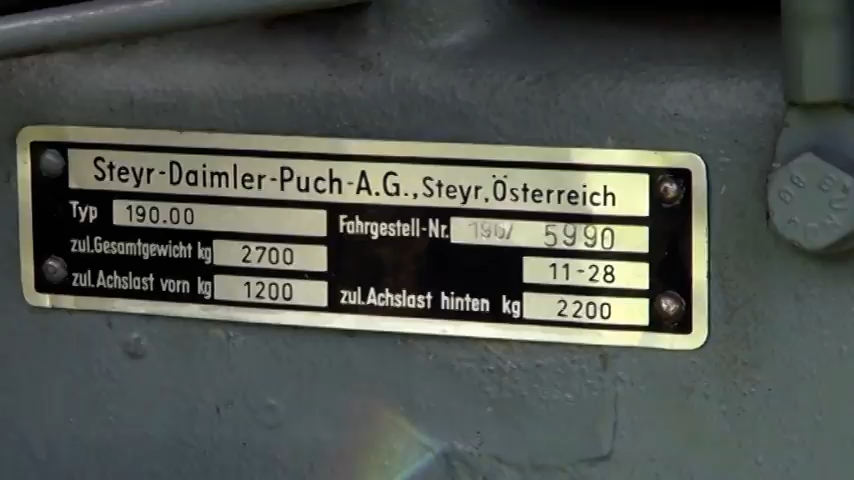 Steyr-Daimler-Puch-A.G., Steyr, Österreich
Typ 190.00 Fahrgestell-Nr. 190/ 5990
zul.Gesamtgewicht kg 2700 11-28
zul.Achslast vorn kg 1200 zul.Achslast hinten kg 2200